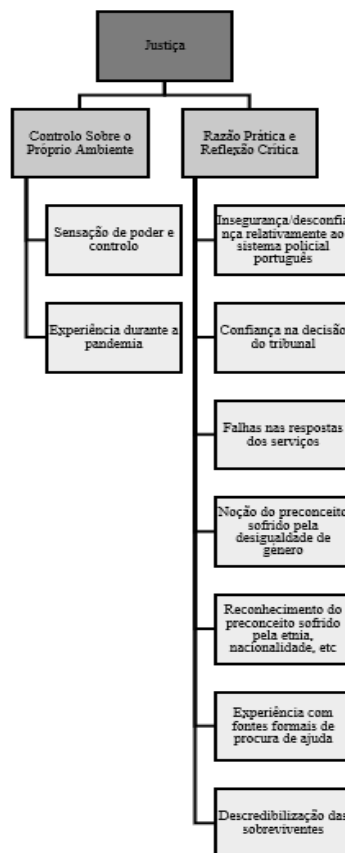 Justiça
Controlo Sobre o
Próprio Ambiente
Razão Prática e
Reflexão Crítica
Sensação de poder e
controlo
Experiência durante a
pandemia
Insegurança/desconfia
nça relativamente ao
sistema policial
português
Confiança na decisão
do tribunal
Falhas nas respostas
dos serviços
Noção do preconceito
sofrido pela
desigualdade de
género
Reconhecimento do
preconceito sofrido
pela etnia,
nacionalidade, etc
Experiência com
fontes formais de
procura de ajuda
Descredibilização das
sobreviventes